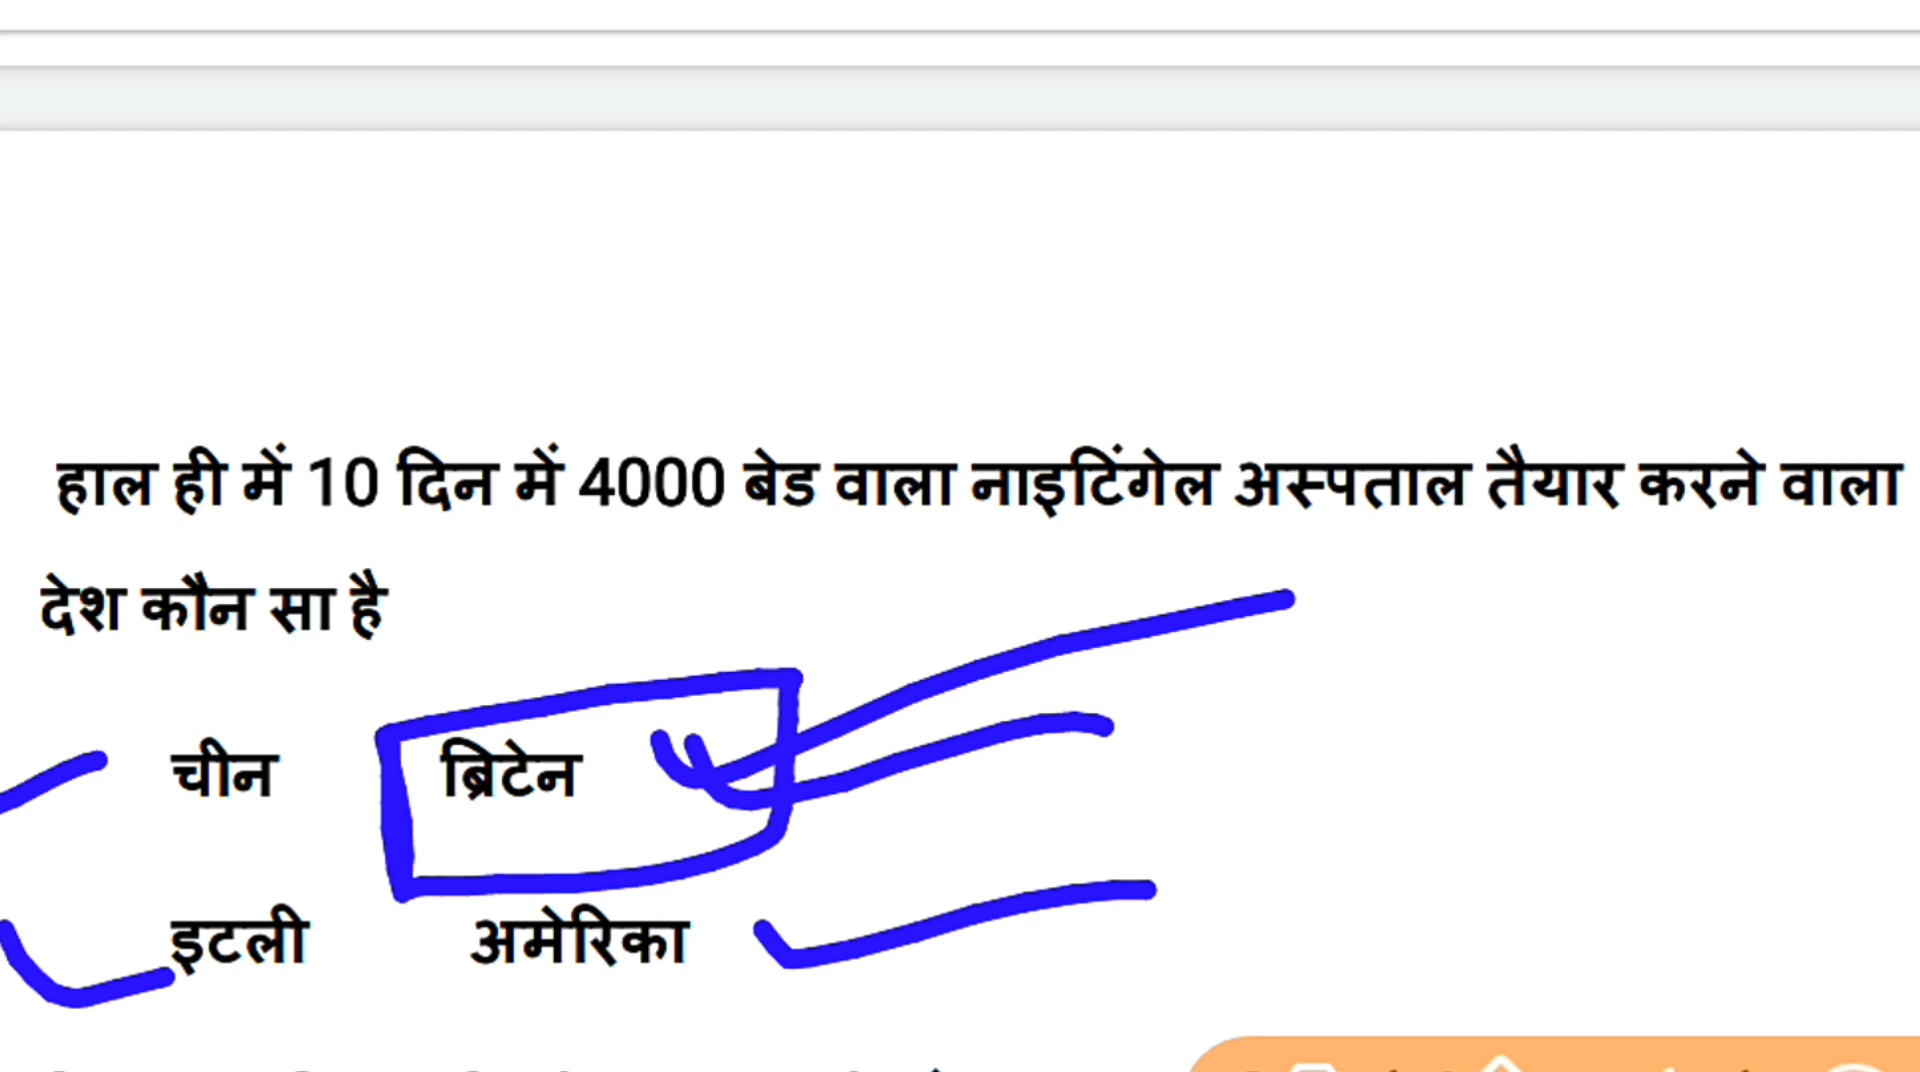 हाल ही में 10 दिन में 4000 बेड वाला नाइटिंगेल अस्पताल तैयार करने वाला
देश कौन सा है
चीन ब्रिटेन
इटली अमेरिका